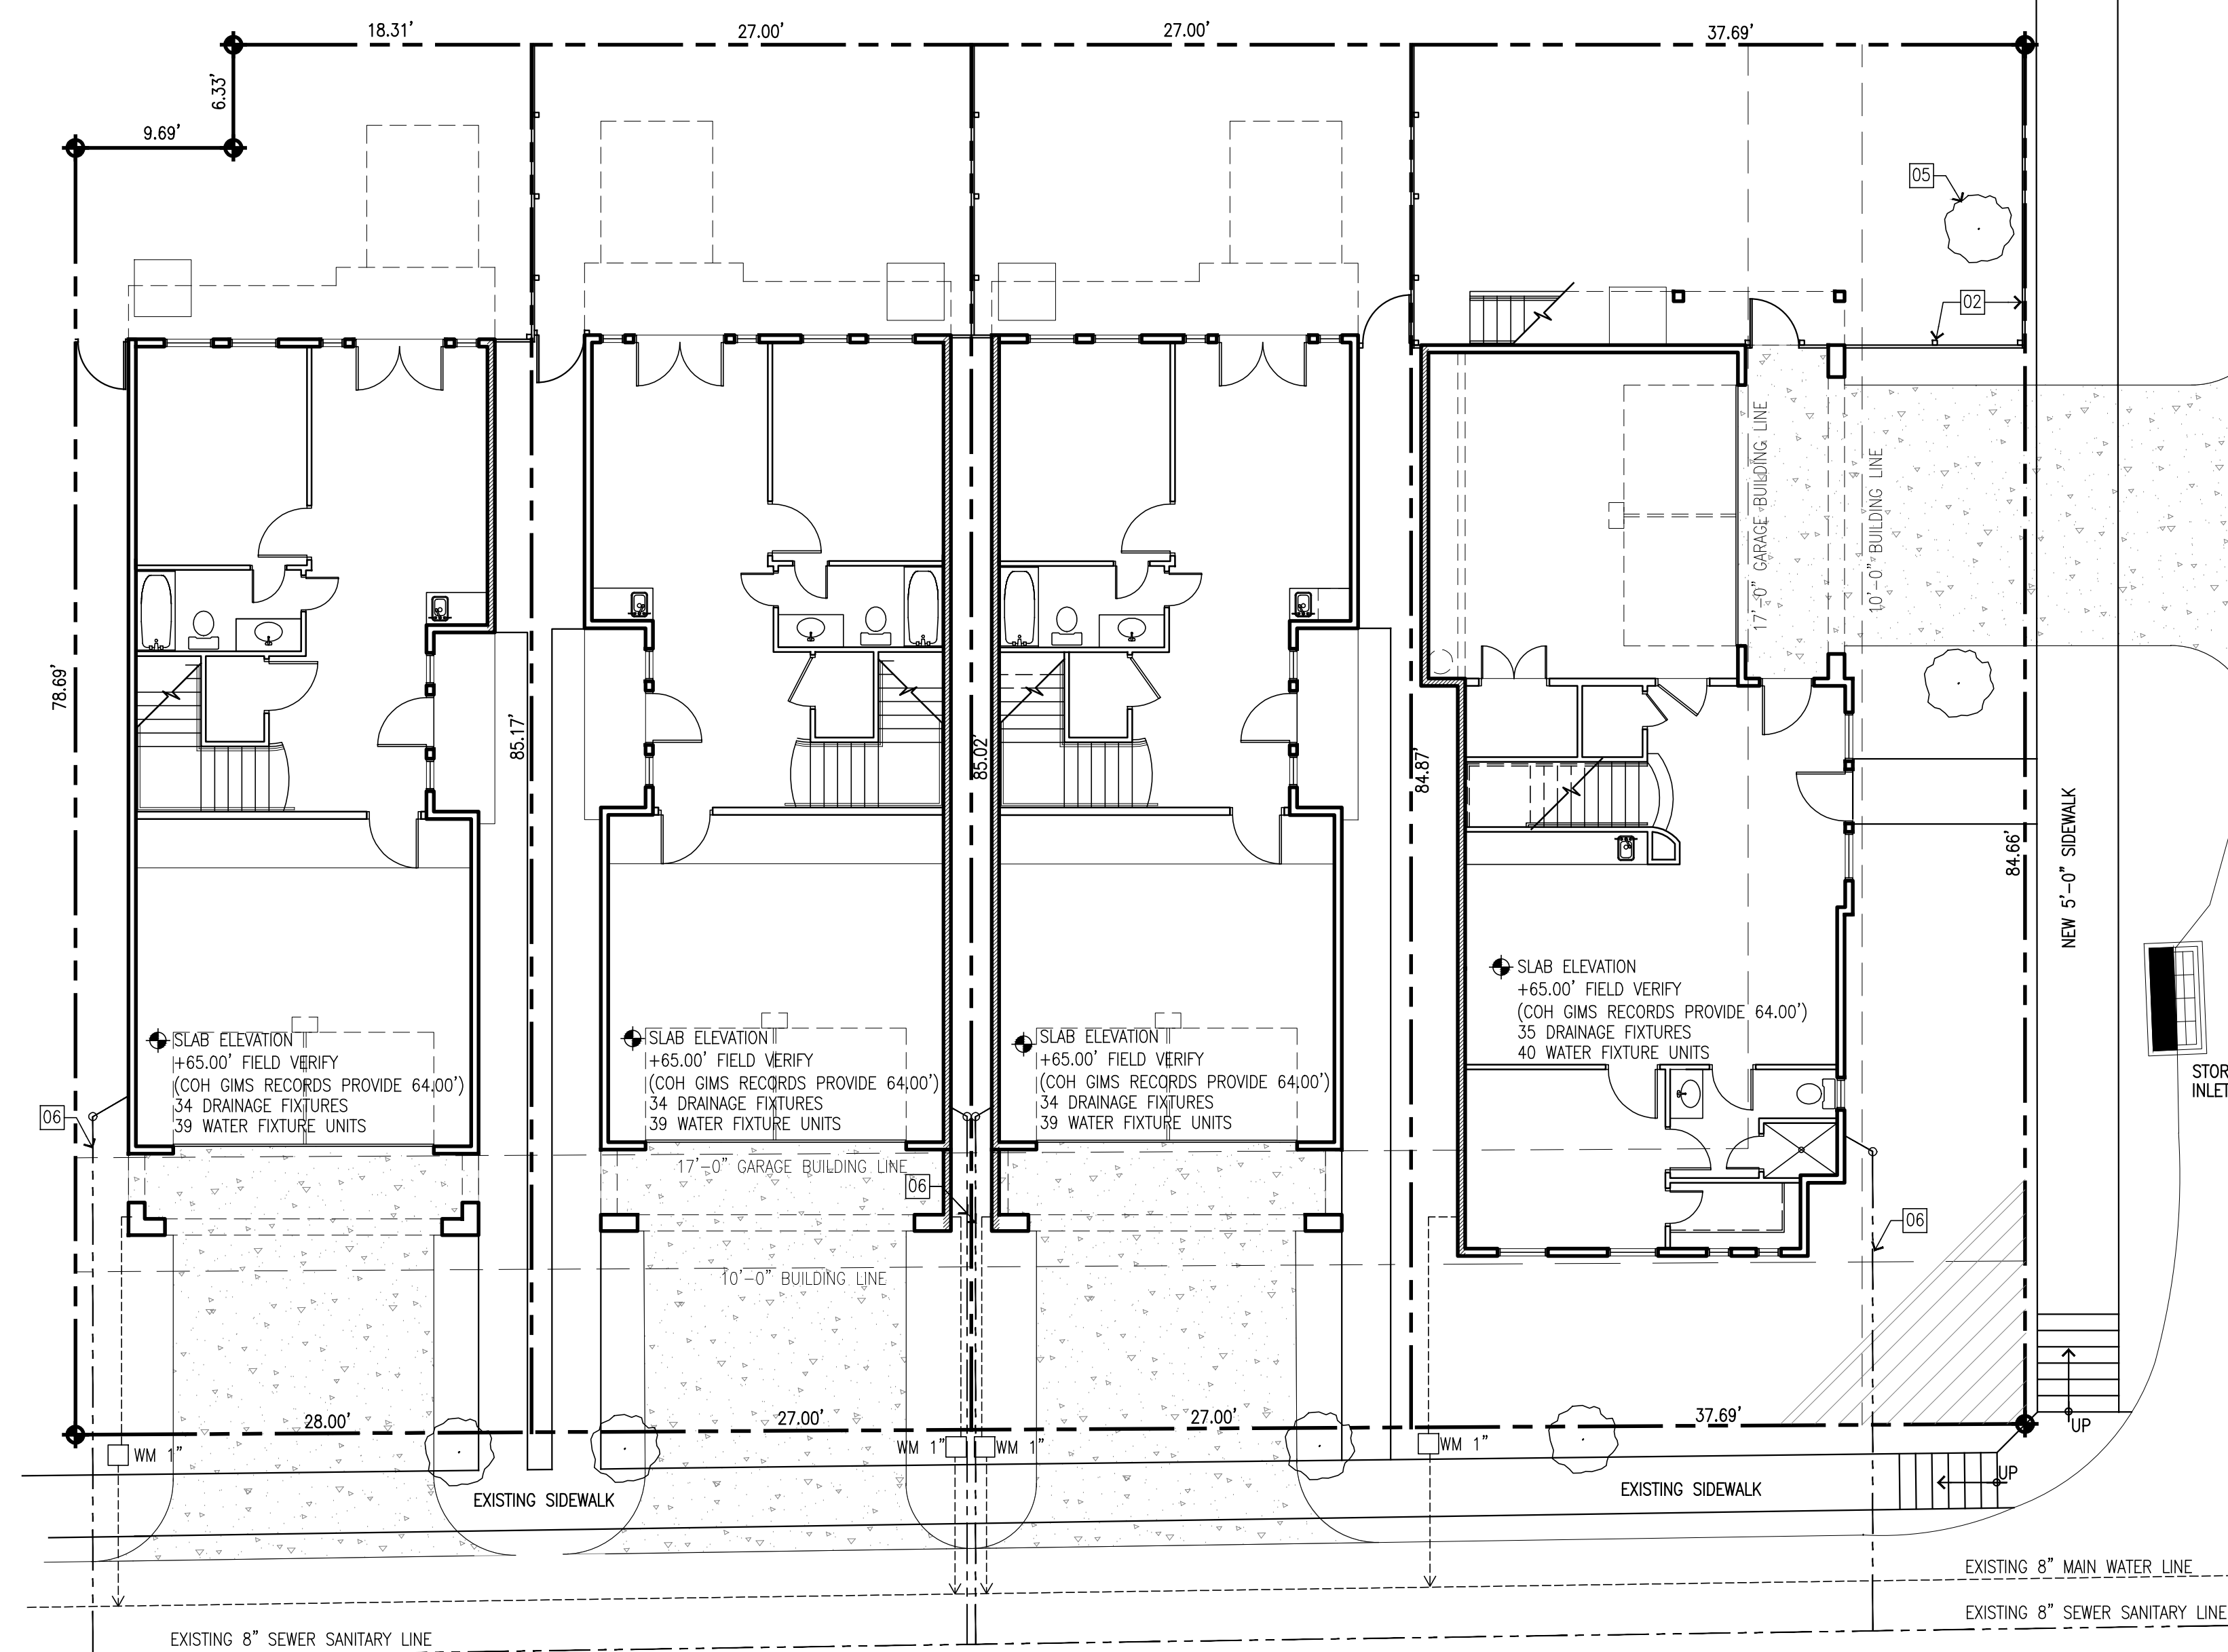 18.31'
27.00'
27.00'
37.69'
6.33'
9.69'
05
02
78.69'
85.17'
85.02'
84.87'
17'-0" GARAGE BUILDING LINE
10'-0" BUILDING LINE
84.66'
NEW 5'-0" SIDEWALK
SLAB ELEVATION
+65.00' FIELD VERIFY
(COH GIMS RECORDS PROVIDE 64.00')
35 DRAINAGE FIXTURES
40 WATER FIXTURE UNITS
SLAB ELEVATION
+65.00' FIELD VERIFY
(COH GIMS RECORDS PROVIDE 64.00')
34 DRAINAGE FIXTURES
39 WATER FIXTURE UNITS
SLAB ELEVATION
+65.00' FIELD VERIFY
(COH GIMS RECORDS PROVIDE 64.00')
34 DRAINAGE FIXTURES
39 WATER FIXTURE UNITS
SLAB ELEVATION
+65.00' FIELD VERIFY
(COH GIMS RECORDS PROVIDE 64.00')
34 DRAINAGE FIXTURES
39 WATER FIXTURE UNITS
STOR
INLET
06
17'-0" GARAGE BUILDING LINE
06
06
10'-0" BUILDING LINE
28.00'
27.00'
27.00'
37.69'
UP
WM 1"
WM 1"
WM 1"
WM 1"
UP
EXISTING SIDEWALK
EXISTING SIDEWALK
EXISTING 8" MAIN WATER LINE
EXISTING 8" SEWER SANITARY LINE
EXISTING 8" SEWER SANITARY LINE